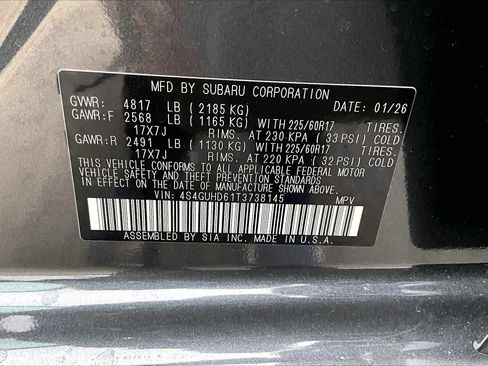 MFD BY SUBARU CORPORATION
GVWR: 4817 LB (2185 KG) DATE: 01/26
GAWR:F 2568 LB (1165 KG) WITH 225/60R17 TIRES.
17X7J RIMS. AT 230 KPA (33 PSI) COLD
GAWR:R 2491 LB (1130 KG) WITH 225/60R17 TIRES.
17X7J RIMS. AT 220 KPA (32 PSI) COLD
THIS VEHICLE CONFORMS TO ALL APPLICABLE FEDERAL MOTOR
VEHICLE SAFETY STANDARDS IN EFFECT ON THE DATE OF
MANUFACTURE SHOWN ABOVE.
VIN: 4S4GUHD61T3738145 MPV
ASSEMBLED BY SIA INC. MADE IN U.S.A.